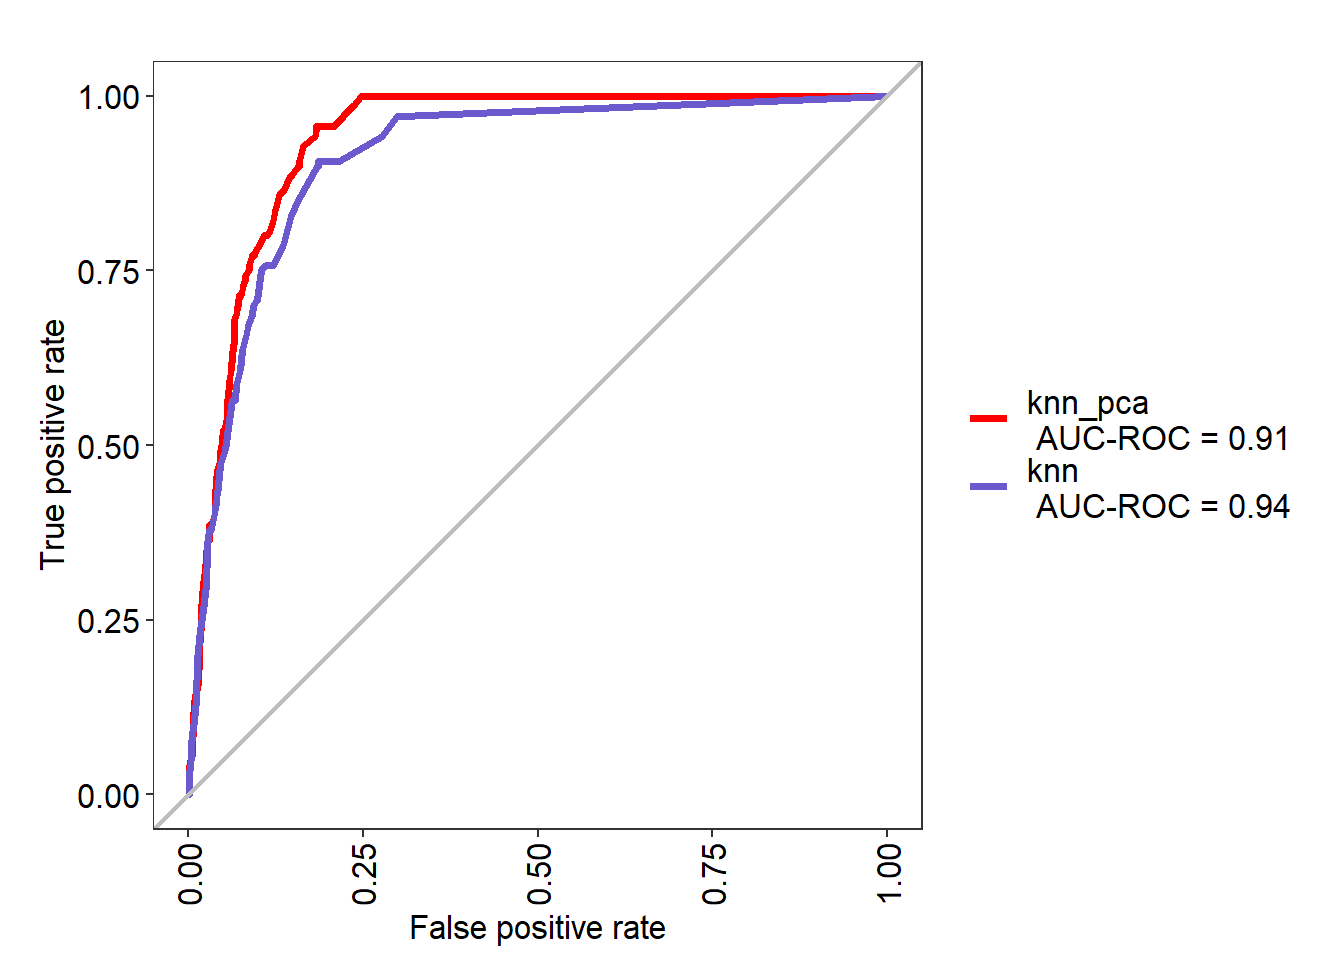 1.00
0.75
0.50
0.25
0.00
True positive rate
0.00
0.25
0.50
0.75
1.00
False positive rate
knn_pca
AUC-ROC = 0.91
knn
AUC-ROC = 0.94